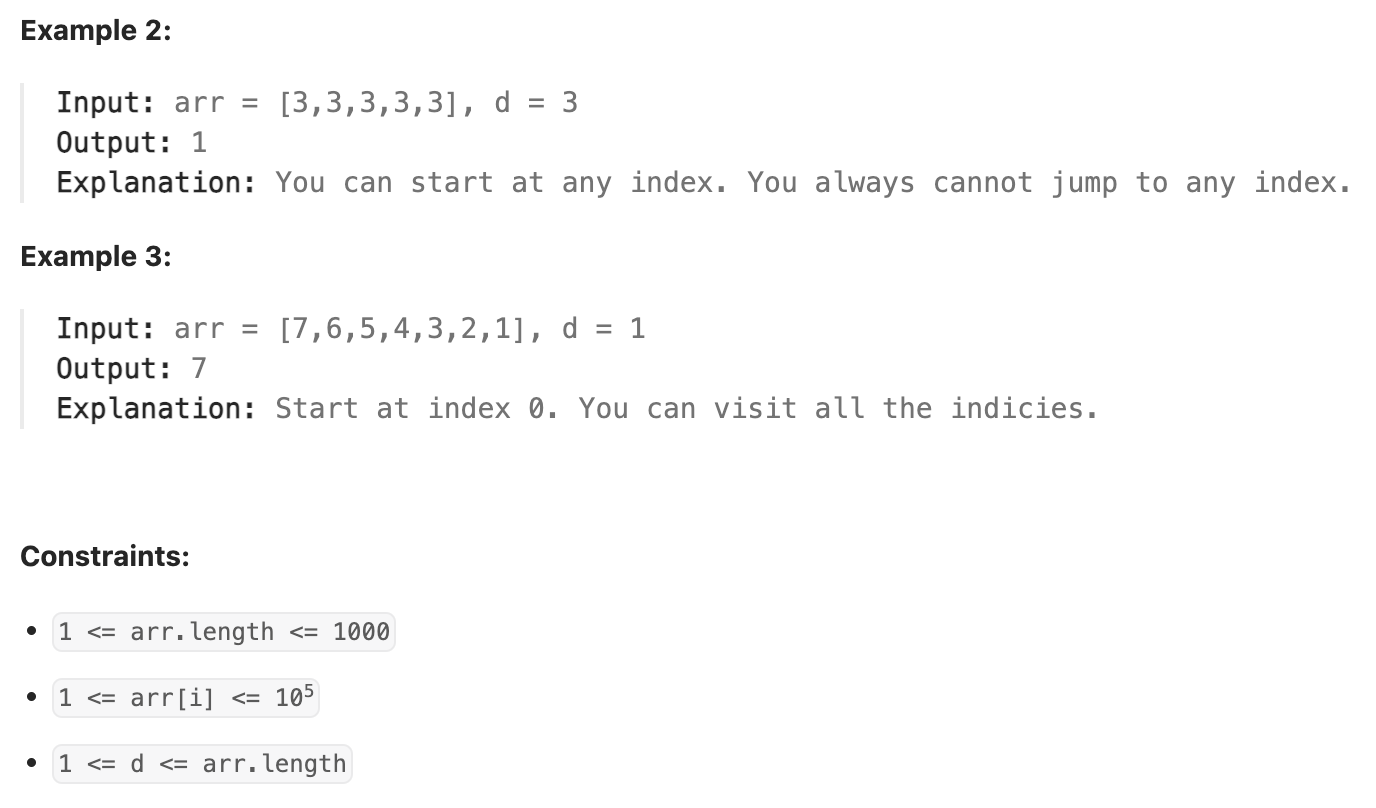 Example 2:
Input: arr = [3,3,3,3,3], d = 3
Output: 1
Explanation: You can start at any index. You always cannot jump to any index.
Example 3:
Input: arr = [7,6,5,4,3,2,1], d = 1
Output: 7
Explanation: Start at index 0. You can visit all the indicies.
Constraints:
• 1 <= arr.length <= 1000
• 1 <= arr[i] <= 10⁵
• 1 <= d <= arr.length